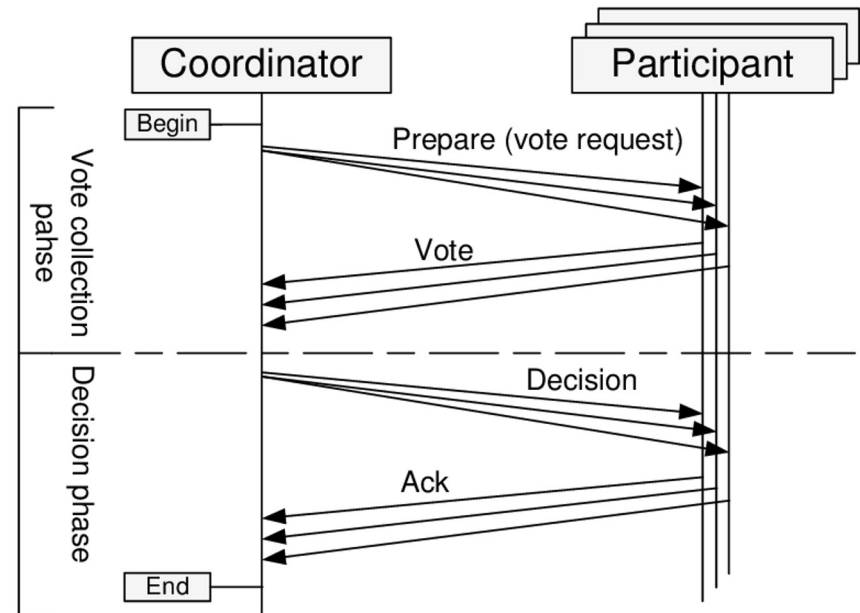 Coordinator
Participant
Begin
Prepare (vote request)
Vote collection
pahse
Vote
Decision
Decision phase
Ack
End